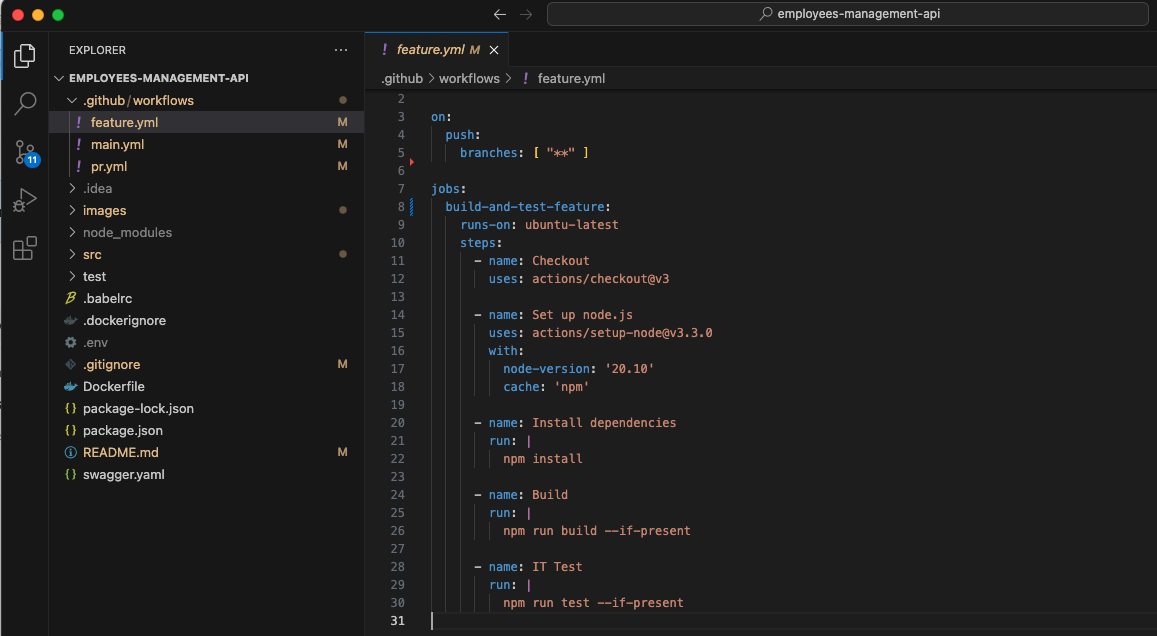 employees-management-api
EXPLORER
EMPLOYEES-MANAGEMENT-API
.github/workflows
! feature.yml M
! main.yml M
! pr.yml M
.idea
images
node_modules
src
test
.babelrc
.dockerignore
.env
.gitignore M
Dockerfile
{} package-lock.json
{} package.json
README.md M
{} swagger.yaml
11
! feature.yml M
.github > workflows > ! feature.yml
2
3 on:
4   push:
5     branches: [ "**" ]
6
7 jobs:
8   build-and-test-feature:
9     runs-on: ubuntu-latest
10     steps:
11       - name: Checkout
12         uses: actions/checkout@v3
13
14       - name: Set up node.js
15         uses: actions/setup-node@v3.3.0
16         with:
17           node-version: '20.10'
18           cache: 'npm'
19
20       - name: Install dependencies
21         run: |
22           npm install
23
24       - name: Build
25         run: |
26           npm run build --if-present
27
28       - name: IT Test
29         run: |
30           npm run test --if-present
31